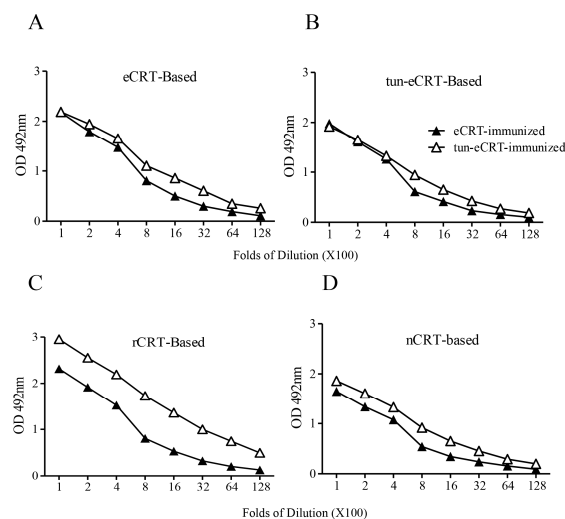 A
B
eCRT-Based
tun-eCRT-Based
eCRT-immunized
tun-eCRT-immunized
OD 492nm
3
2
1
0
1 2 4 8 16 32 64 128
OD 492nm
3
2
1
0
1 2 4 8 16 32 64 128
Folds of Dilution (X100)
C
D
rCRT-Based
nCRT-based
OD 492nm
3
2
1
0
1 2 4 8 16 32 64 128
OD 492nm
3
2
1
0
1 2 4 8 16 32 64 128
Folds of Dilution (X100)
Folds of Dilution (X100)